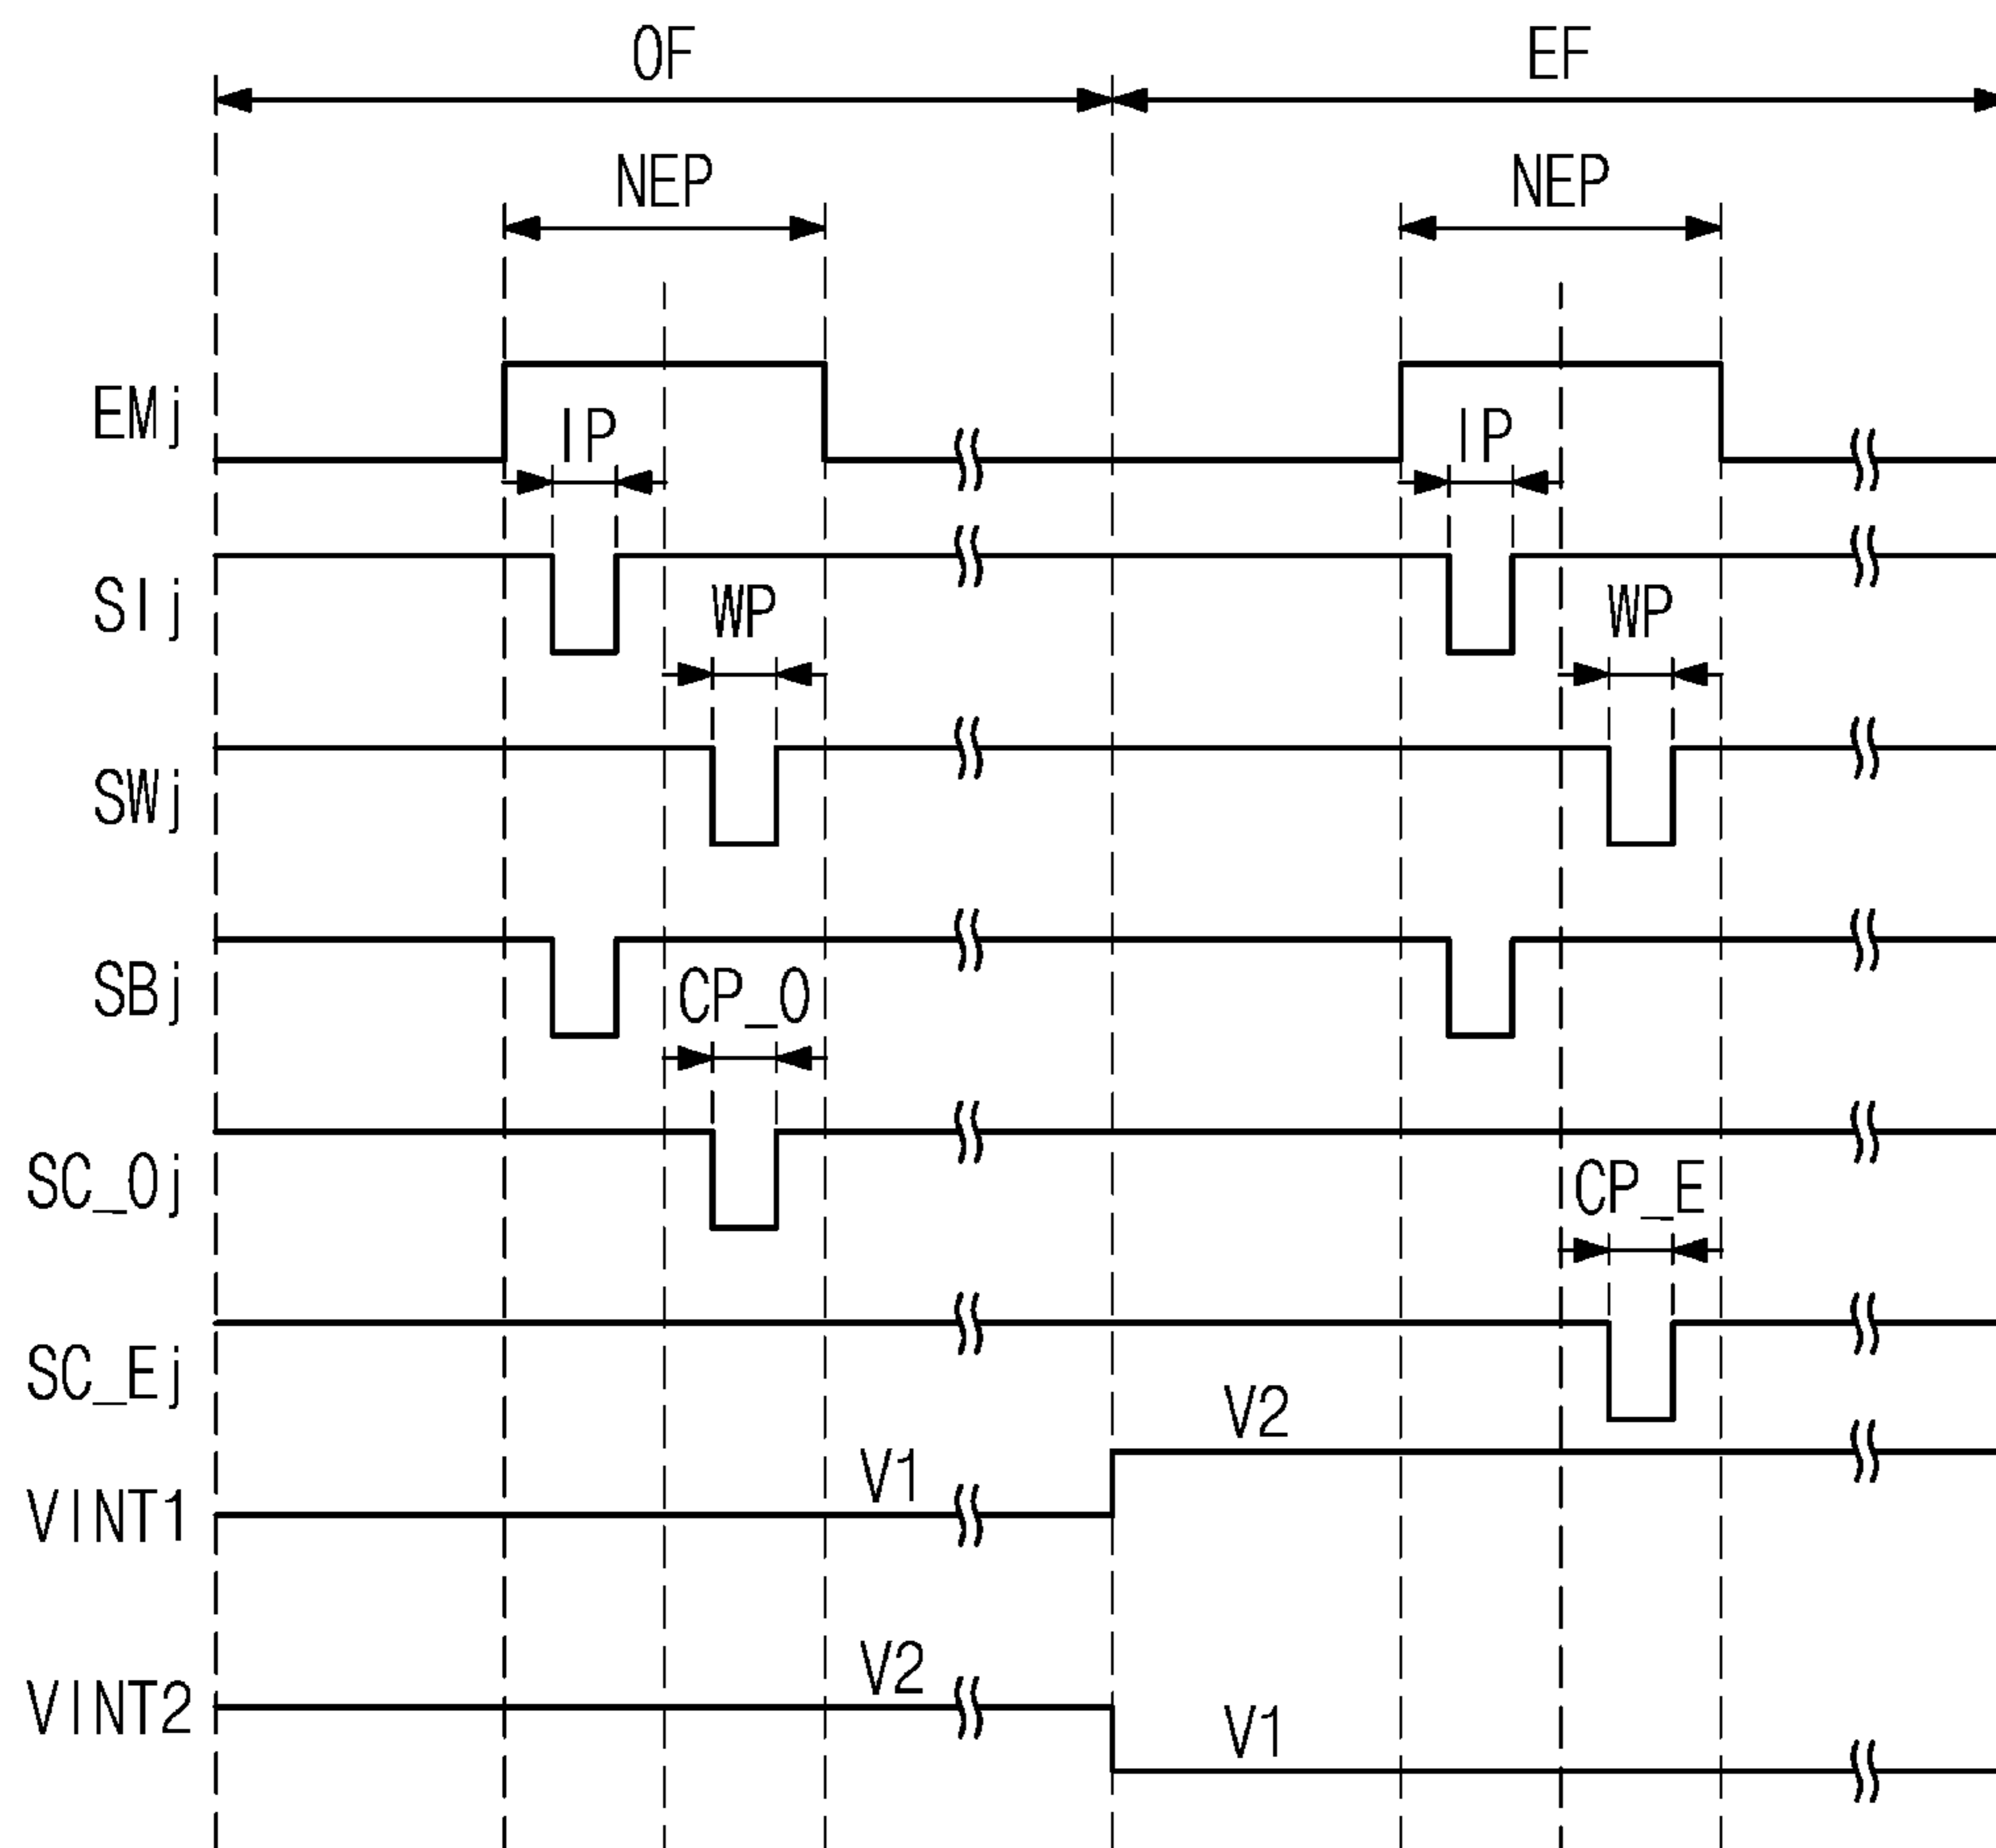 OF EF
NEP NEP
EMj
IP IP
SIj
WP WP
SWj
SBj
CP_O
SC_Oj
CP_E
SC_Ej
V2
V1
VINT1
V2
VINT2
V1